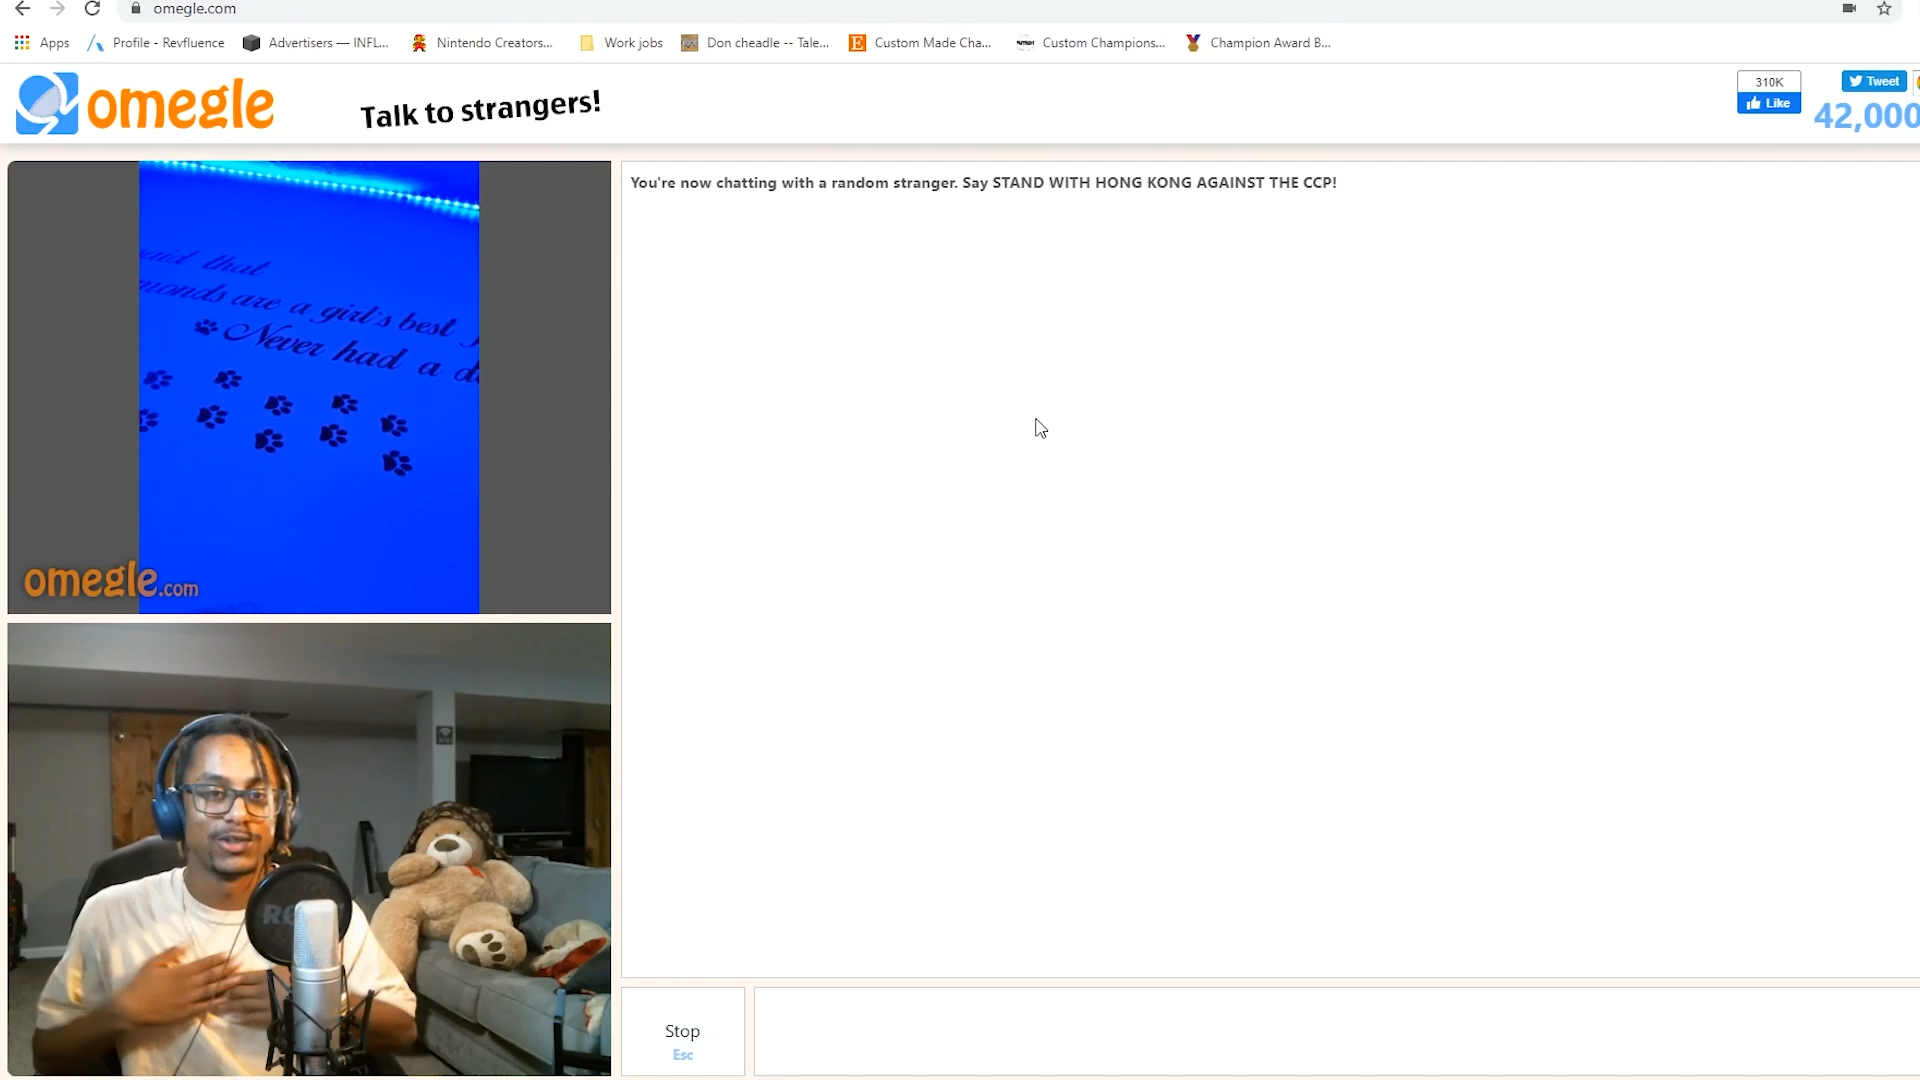 omegle.com
Apps
Profile - Revfluence
Advertisers — INFL...
Nintendo Creators...
Work jobs
Don cheadle -- Tale...
Custom Made Cha...
Custom Champions...
Champion Award B...
omegle
Talk to strangers!
310K
Like
Tweet
42,000
said that
monds are a girl's best
Never had a
omegle.com
You're now chatting with a random stranger. Say STAND WITH HONG KONG AGAINST THE CCP!
Stop
Esc